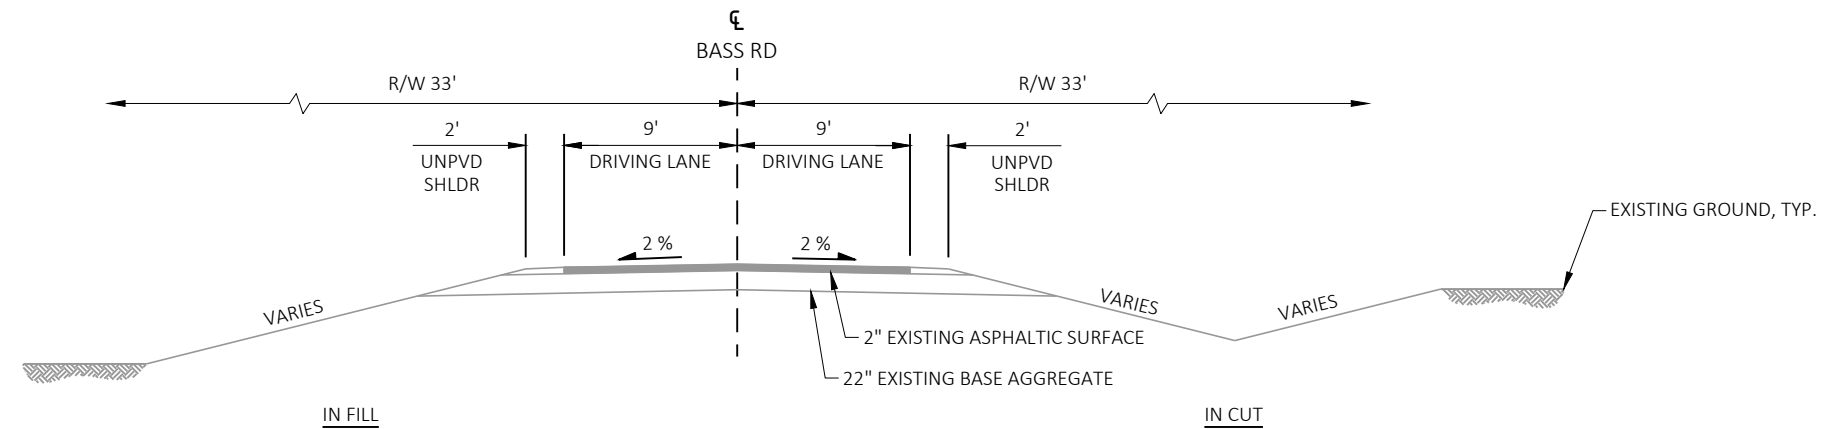 ℄
BASS RD
R/W 33'
R/W 33'
2'
9'
9'
2'
UNPVD
SHLDR
DRIVING LANE
DRIVING LANE
UNPVD
SHLDR
EXISTING GROUND, TYP.
2 %
2 %
VARIES
VARIES
VARIES
2" EXISTING ASPHALTIC SURFACE
22" EXISTING BASE AGGREGATE
IN FILL
IN CUT